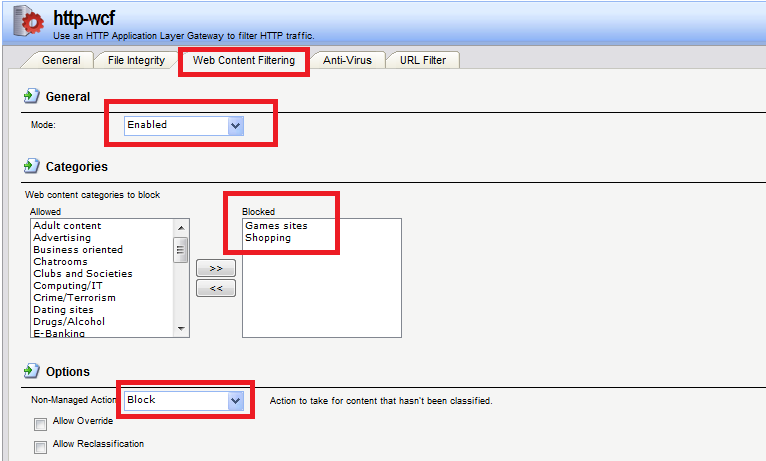 http-wcf
Use an HTTP Application Layer Gateway to filter HTTP traffic.
General File Integrity Web Content Filtering Anti-Virus URL Filter
General
Mode: Enabled
Categories
Web content categories to block
Allowed Blocked
Adult content Games sites
Advertising Shopping
Business oriented
Chatrooms
Clubs and Societies >>
Computing/IT
Crime/Terrorism <<
Dating sites
Drugs/Alcohol
E-Banking
Options
Non-Managed Action Block Action to take for content that hasn't been classified.
Allow Override
Allow Reclassification